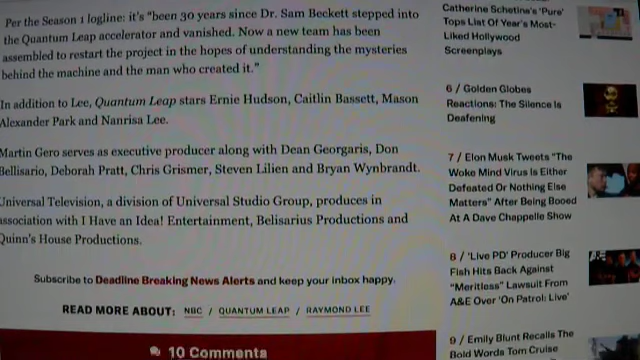 Per the Season 1 logline: it's "been 30 years since Dr. Sam Beckett stepped into
the Quantum Leap accelerator and vanished. Now a new team has been
assembled to restart the project in the hopes of understanding the mysteries
behind the machine and the man who created it."
In addition to Lee, Quantum Leap stars Ernie Hudson, Caitlin Bassett, Mason
Alexander Park and Nanrisa Lee.
Martin Gero serves as executive producer along with Dean Georgaris, Don
Bellisario, Deborah Pratt, Chris Grismer, Steven Lilien and Bryan Wynbrandt.
Universal Television, a division of Universal Studio Group, produces in
association with I Have an Idea! Entertainment, Belisarius Productions and
Quinn's House Productions.
Subscribe to Deadline Breaking News Alerts and keep your inbox happy.
READ MORE ABOUT: NBC / QUANTUM LEAP / RAYMOND LEE
10 Comments
Catherine Schetina's 'Pure'
Tops List Of Year's Most-
Liked Hollywood
Screenplays
6 / Golden Globes
Reactions: The Silence Is
Deafening
7 / Elon Musk Tweets "The
Woke Mind Virus Is Either
Defeated Or Nothing Else
Matters" After Being Booed
At A Dave Chappelle Show
8 / 'Live PD' Producer Big
Fish Hits Back Against
"Meritless" Lawsuit From
A&E Over 'On Patrol: Live'
9 / Emily Blunt Recalls The
Bold Words Tom Cruise